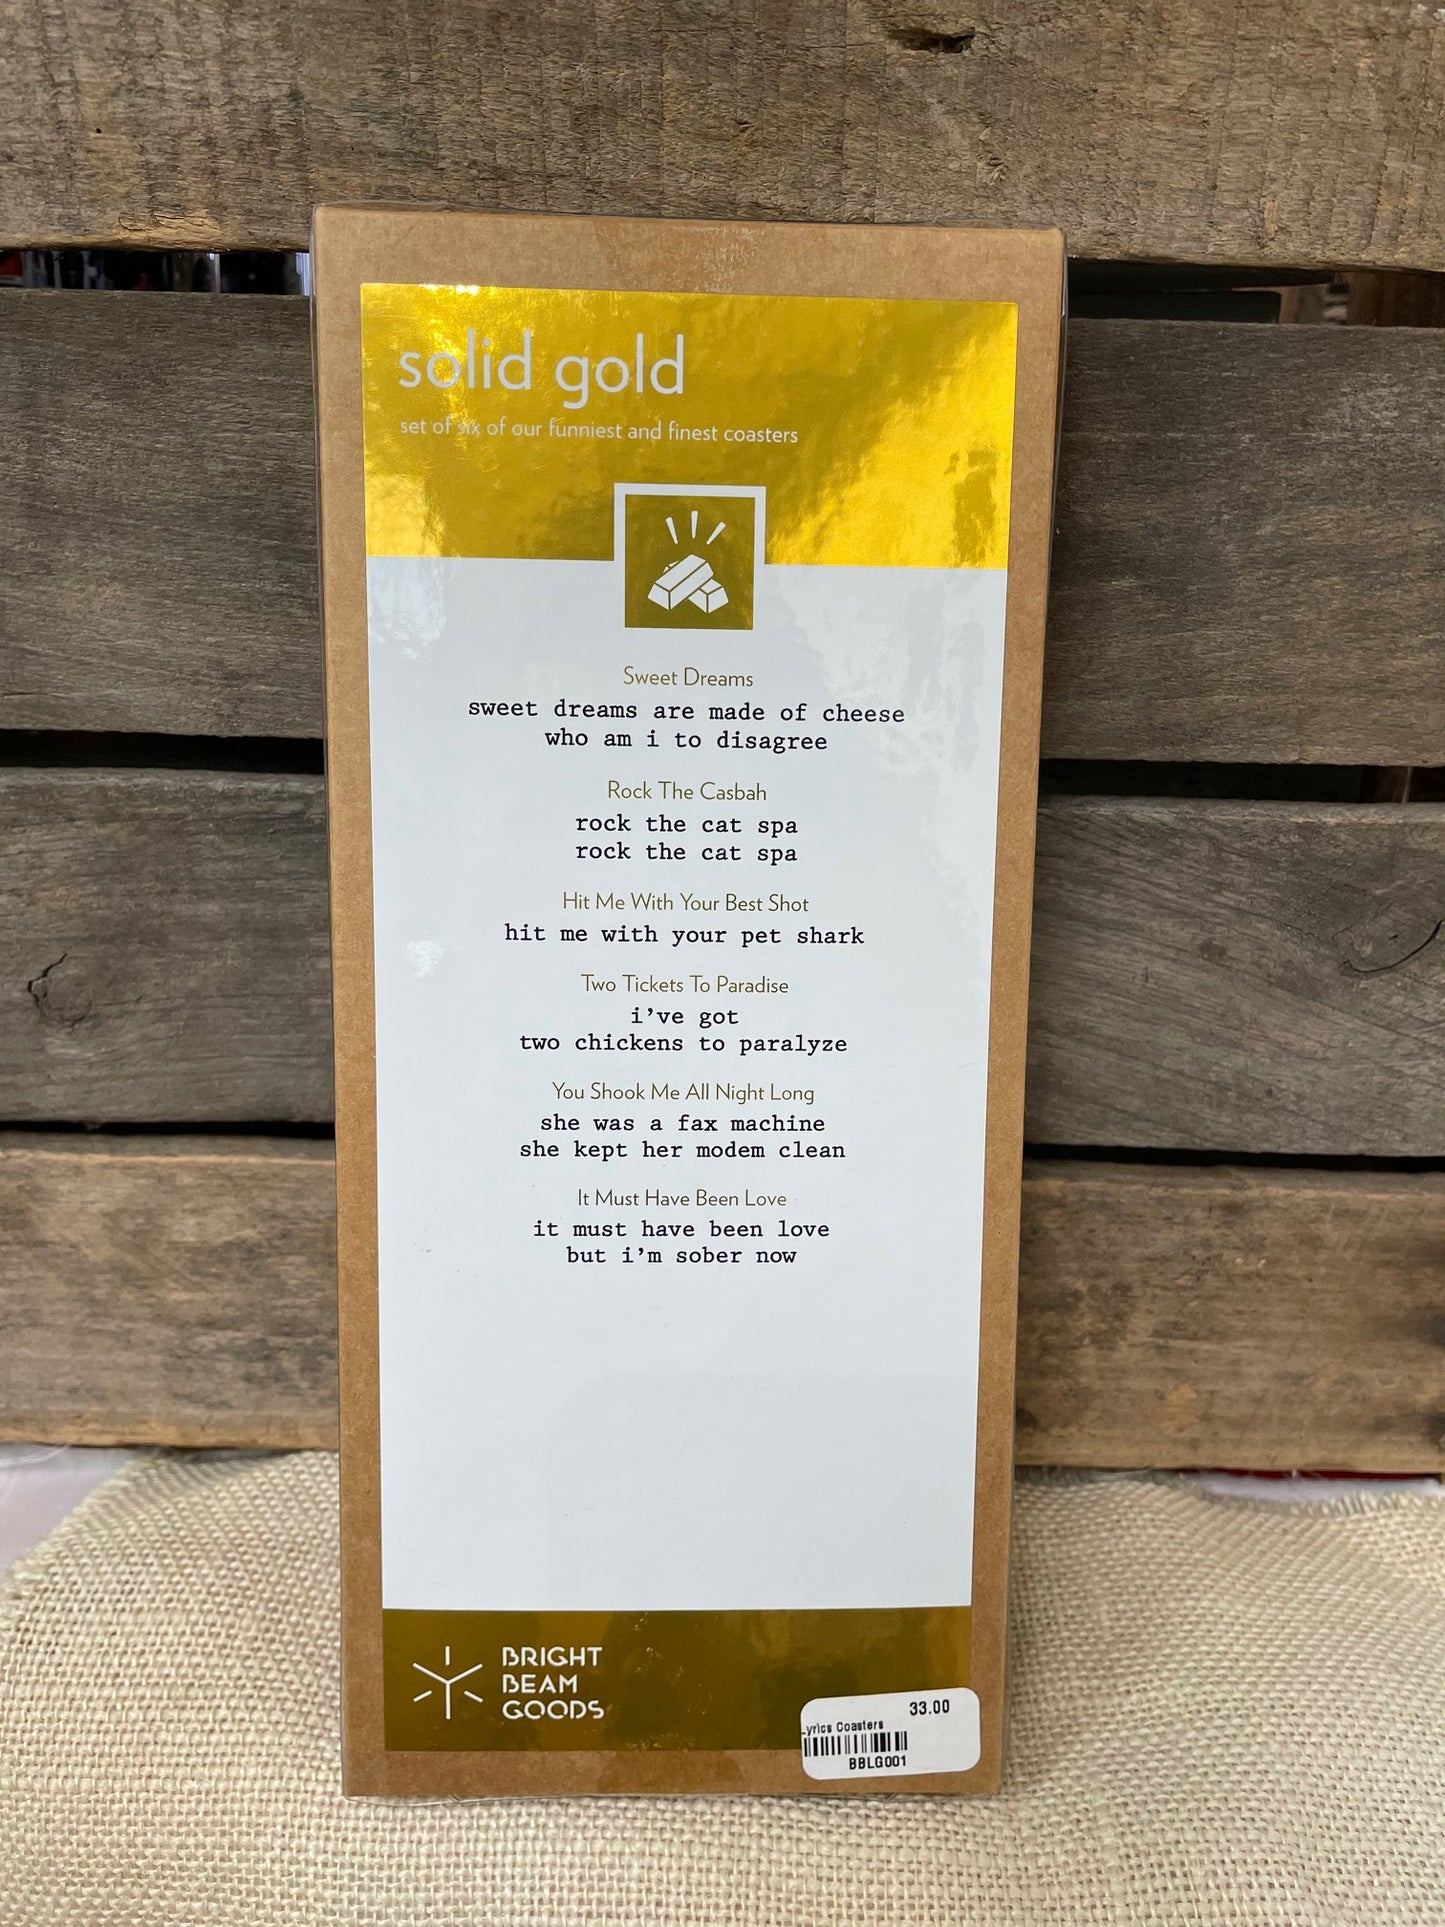 solid gold
set of six of our funniest and finest coasters
Sweet Dreams
sweet dreams are made of cheese
who am i to disagree
Rock The Casbah
rock the cat spa
rock the cat spa
Hit Me With Your Best Shot
hit me with your pet shark
Two Tickets To Paradise
i’ve got
two chickens to paralyze
You Shook Me All Night Long
she was a fax machine
she kept her modem clean
It Must Have Been Love
it must have been love
but i’m sober now
BRIGHT
BEAM
GOODS
33.00
Lyrics Coasters
BBLG001